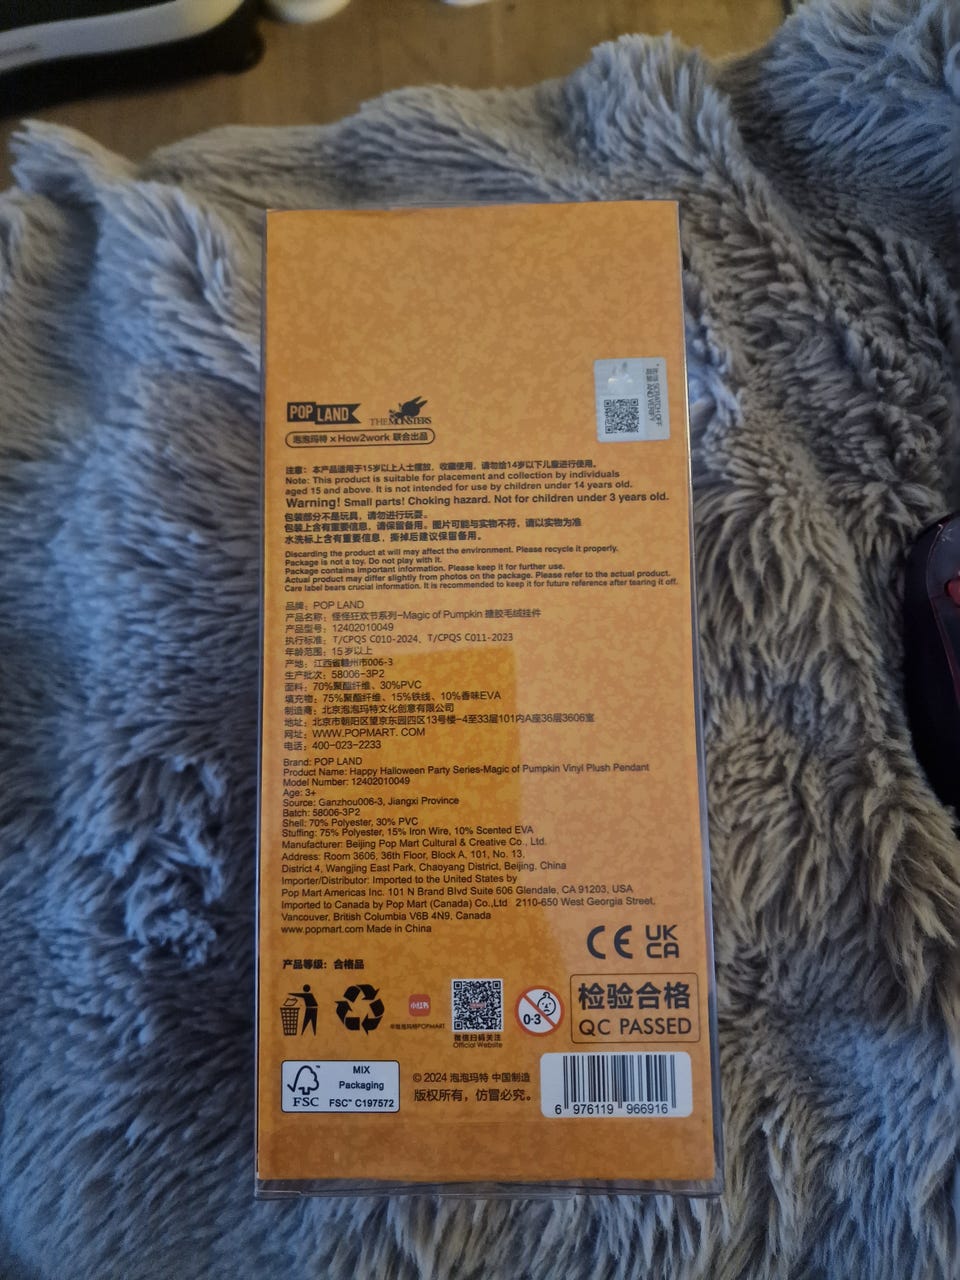 POP LAND
THE MONSTERS
泡泡玛特 x How2work 联合出品
SCRATCH OFF
AND VERIFY
注意：本产品适用于15岁以上人士摆放，收藏使用，请勿给14岁以下儿童进行使用。
Note: This product is suitable for placement and collection by individuals
aged 15 and above. It is not intended for use by children under 14 years old.
Warning! Small parts! Choking hazard. Not for children under 3 years old.
包装部分不是玩具，请勿进行玩耍。
包装上含有重要信息，请保留备用。图片可能与实物不符，请以实物为准
水洗标上含有重要信息，撕掉后建议保留备用。
Discarding the product at will may affect the environment. Please recycle it properly.
Package is not a toy. Do not play with it.
Package contains important information. Please keep it for further use.
Actual product may differ slightly from photos on the package. Please refer to the actual product.
Care label bears crucial information. It is recommended to keep it for future reference after tearing it off.
品牌：POP LAND
产品名称：怪怪狂欢节系列-Magic of Pumpkin 搪胶毛绒挂件
产品型号：12402010049
执行标准：T/CPQS C010-2024、T/CPQS C011-2023
年龄范围：15岁以上
产地：江西省赣州市006-3
生产批次：58006-3P2
面料：70%聚酯纤维、30%PVC
填充物：75%聚酯纤维、15%铁线、10%香味EVA
制造商：北京泡泡玛特文化创意有限公司
地址：北京市朝阳区望京东园四区13号楼-4至33层101内A座36层3606室
网址：WWW.POPMART.COM
电话：400-023-2233
Brand: POP LAND
Product Name: Happy Halloween Party Series-Magic of Pumpkin Vinyl Plush Pendant
Model Number: 12402010049
Age: 3+
Source: Ganzhou006-3, Jiangxi Province
Batch: 58006-3P2
Shell: 70% Polyester, 30% PVC
Stuffing: 75% Polyester, 15% Iron Wire, 10% Scented EVA
Manufacturer: Beijing Pop Mart Cultural & Creative Co., Ltd.
Address: Room 3606, 36th Floor, Block A, 101, No. 13,
District 4, Wangjing East Park, Chaoyang District, Beijing, China
Importer/Distributor: Imported to the United States by
Pop Mart Americas Inc. 101 N Brand Blvd Suite 606 Glendale, CA 91203, USA
Imported to Canada by Pop Mart (Canada) Co.,Ltd 2110-650 West Georgia Street,
Vancouver, British Columbia V6B 4N9, Canada
www.popmart.com Made in China
CE UK
CA
产品等级：合格品
小红书
泡泡玛特POPMART
微信扫码关注
Official Website
0-3
检验合格
QC PASSED
FSC™
MIX
Packaging
FSC™ C197572
© 2024 泡泡玛特 中国制造
版权所有，仿冒必究。
6 976119 966916